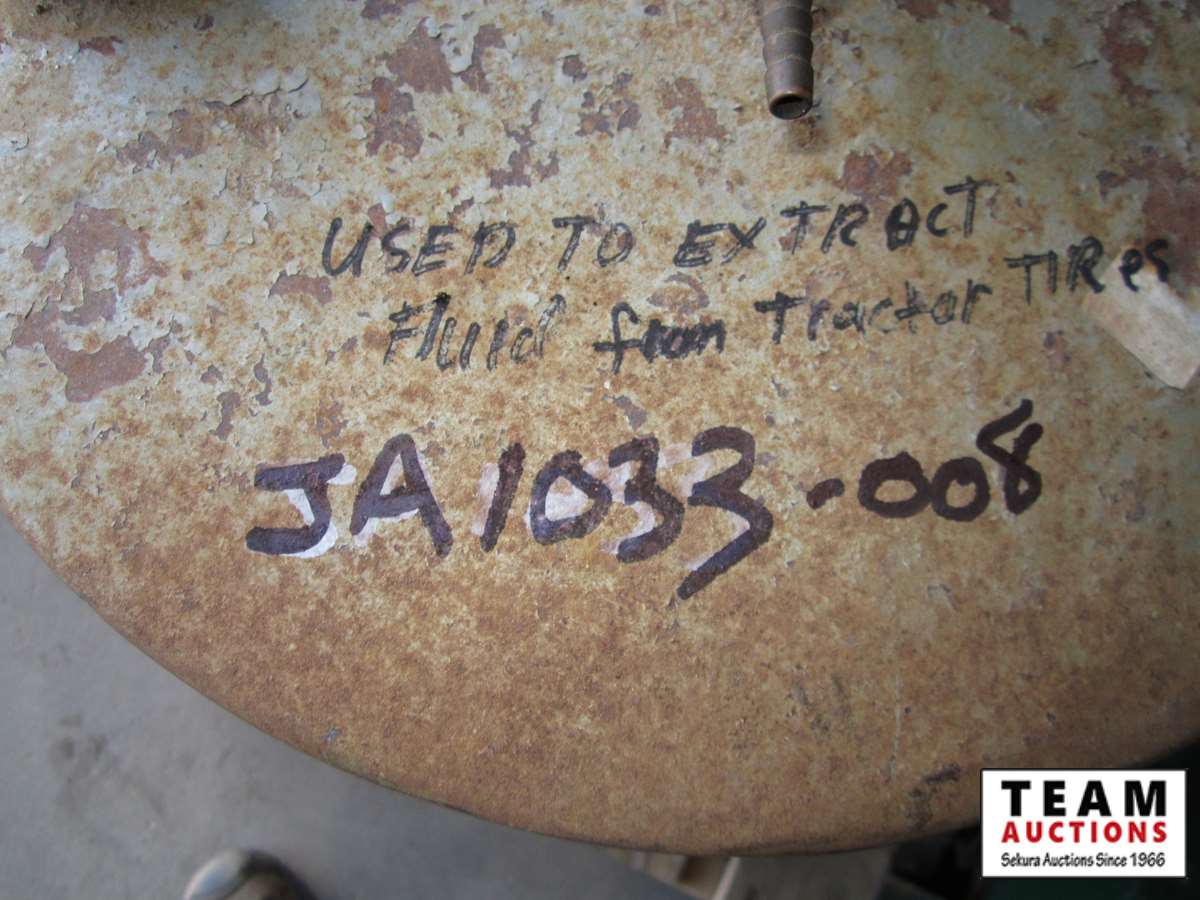 USED TO EXTRACT
Fluid from Tractor TIRes
JA1033-008
TEAM
AUCTIONS
Sekura Auctions Since 1966